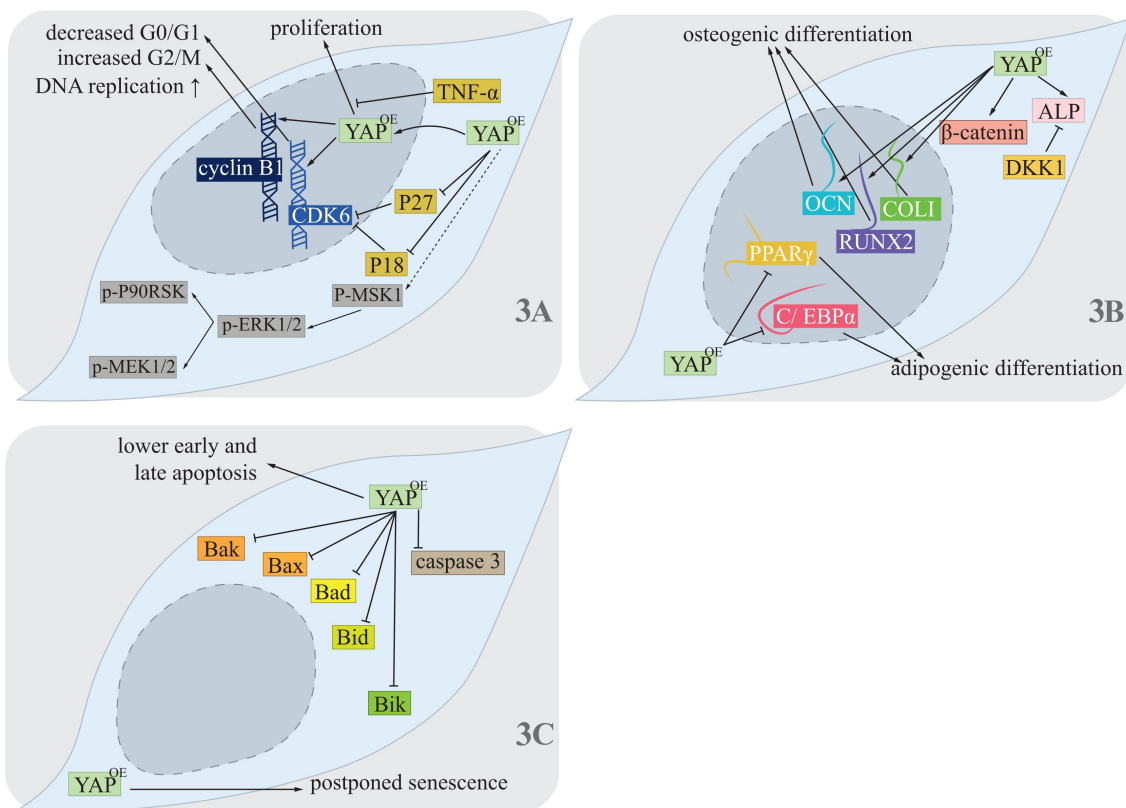 decreased G0/G1
increased G2/M
DNA replication ↑
proliferation
TNF-α
YAP OE
YAP OE
cyclin B1
CDK6
P27
P18
P-MSK1
p-P90RSK
p-ERK1/2
p-MEK1/2
3A
osteogenic differentiation
YAP OE
ALP
β-catenin
DKK1
OCN
COLI
RUNX2
PPARγ
C/ EBPα
YAP OE
adipogenic differentiation
3B
lower early and
late apoptosis
YAP OE
Bak
Bax
caspase 3
Bad
Bid
Bik
3C
YAP OE
postponed senescence